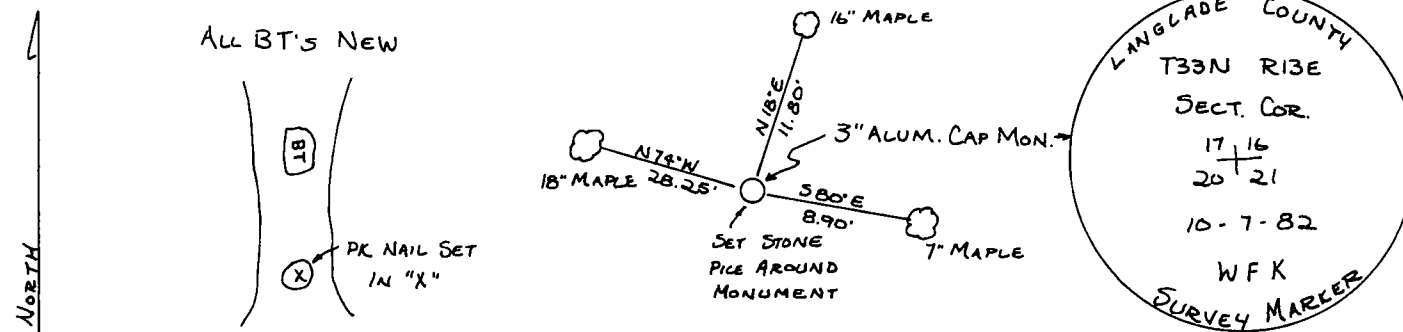 NORTH
ALL BT'S NEW
BT
X
PK NAIL SET
IN "X"
16" MAPLE
N18°E
11.80'
N74°W
28.25'
18" MAPLE
3" ALUM. CAP MON.
S80°E
8.90'
7" MAPLE
SET STONE
PILE AROUND
MONUMENT
LANGLADE COUNTY
T33N R13E
SECT. COR.
17 16
20 21
10-7-82
WFK
SURVEY MARKER